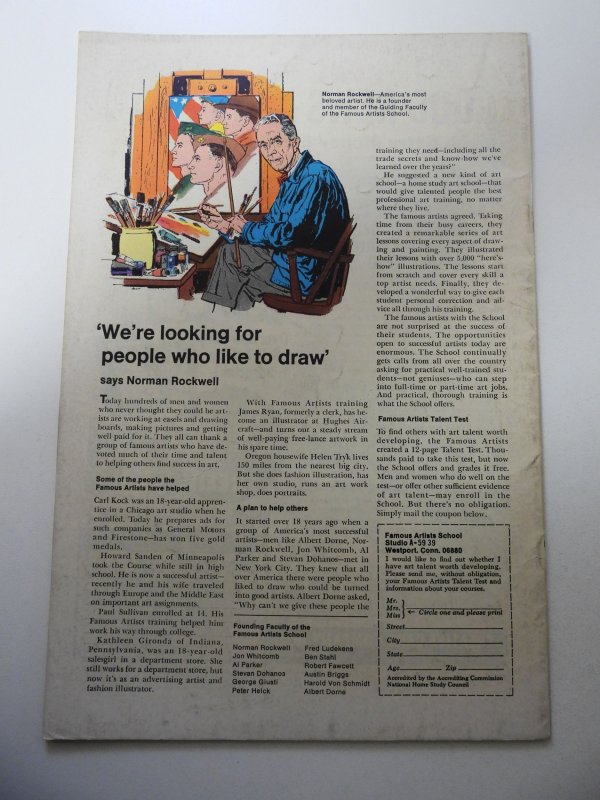 Norman Rockwell—America's most
beloved artist. He is a founder
and member of the Guiding Faculty
of the Famous Artists School.
'We're looking for
people who like to draw'
says Norman Rockwell
Today hundreds of men and women
who never thought they could be art-
ists are working at easels and drawing
boards, making pictures and getting
well paid for it. They all can thank a
group of famous artists who have de-
voted much of their time and talent
to helping others find success in art.
Some of the people the
Famous Artists have helped
Carl Kock was an 18-year-old appren-
tice in a Chicago art studio when he
enrolled. Today he prepares ads for
such companies as General Motors
and Firestone—has won five gold
medals.
Howard Sanden of Minneapolis
took the Course while still in high
school. He is now a successful artist—
recently he and his wife traveled
through Europe and the Middle East
on important art assignments.
Paul Sullivan enrolled at 14. His
Famous Artists training helped him
work his way through college.
Kathleen Gironda of Indiana,
Pennsylvania, was an 18-year-old
salesgirl in a department store. She
still works for a department store, but
now it's as an advertising artist and
fashion illustrator.
With Famous Artists training
James Ryan, formerly a clerk, has be-
come an illustrator at Hughes Air-
craft—and turns out a steady stream
of well-paying free-lance artwork in
his spare time.
Oregon housewife Helen Tryk lives
150 miles from the nearest big city.
But she does fashion illustration, has
her own studio, runs an art work
shop, does portraits.
A plan to help others
It started over 18 years ago when a
group of America's most successful
artists—men like Albert Dorne, Nor-
man Rockwell, Jon Whitcomb, Al
Parker and Stevan Dohanos—met in
New York City. They knew that all
over America there were people who
liked to draw who could be turned
into good artists. Albert Dorne asked,
"Why can't we give these people the
Founding Faculty of the
Famous Artists School
Norman Rockwell
Jon Whitcomb
Al Parker
Stevan Dohanos
George Giusti
Peter Helck
Fred Ludekens
Ben Stahl
Robert Fawcett
Austin Briggs
Harold Von Schmidt
Albert Dorne
training they need—including all the
trade secrets and know-how we've
learned over the years?"
He suggested a new kind of art
school—a home study art school—that
would give talented people the best
professional art training, no matter
where they live.
The famous artists agreed. Taking
time from their busy careers, they
created a remarkable series of art
lessons covering every aspect of draw-
ing and painting. They illustrated
their lessons with over 5,000 "here's-
how" illustrations. The lessons start
from scratch and cover every skill a
top artist needs. Finally, they de-
veloped a wonderful way to give each
student personal correction and ad-
vice all through his training.
The famous artists with the School
are not surprised at the success of
their students. The opportunities
open to successful artists today are
enormous. The School continually
gets calls from all over the country
asking for practical well-trained stu-
dents—not geniuses—who can step
into full-time or part-time art jobs.
And practical, thorough training is
what the School offers.
Famous Artists Talent Test
To find others with art talent worth
developing, the Famous Artists
created a 12-page Talent Test. Thou-
sands paid to take this test, but now
the School offers and grades it free.
Men and women who do well on the
test—or offer other sufficient evidence
of art talent—may enroll in the
School. But there's no obligation.
Simply mail the coupon below.
Famous Artists School
Studio A-59 39
Westport, Conn. 06880
I would like to find out whether I
have art talent worth developing.
Please send me, without obligation,
your Famous Artists Talent Test and
information about your courses.
Mr.
Mrs. ← Circle one and please print
Miss
Street
City
State
Age Zip
Accredited by the Accrediting Commission
National Home Study Council